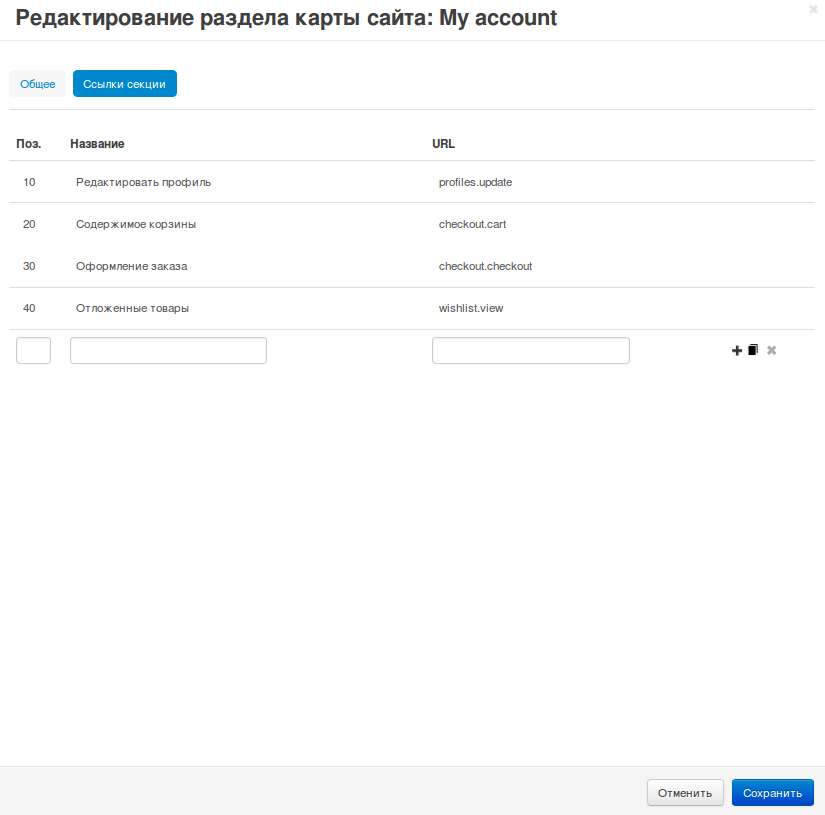 Редактирование раздела карты сайта: My account
Общее Ссылки секции
Поз. Название URL
10 Редактировать профиль profiles.update
20 Содержимое корзины checkout.cart
30 Оформление заказа checkout.checkout
40 Отложенные товары wishlist.view
Отменить Сохранить